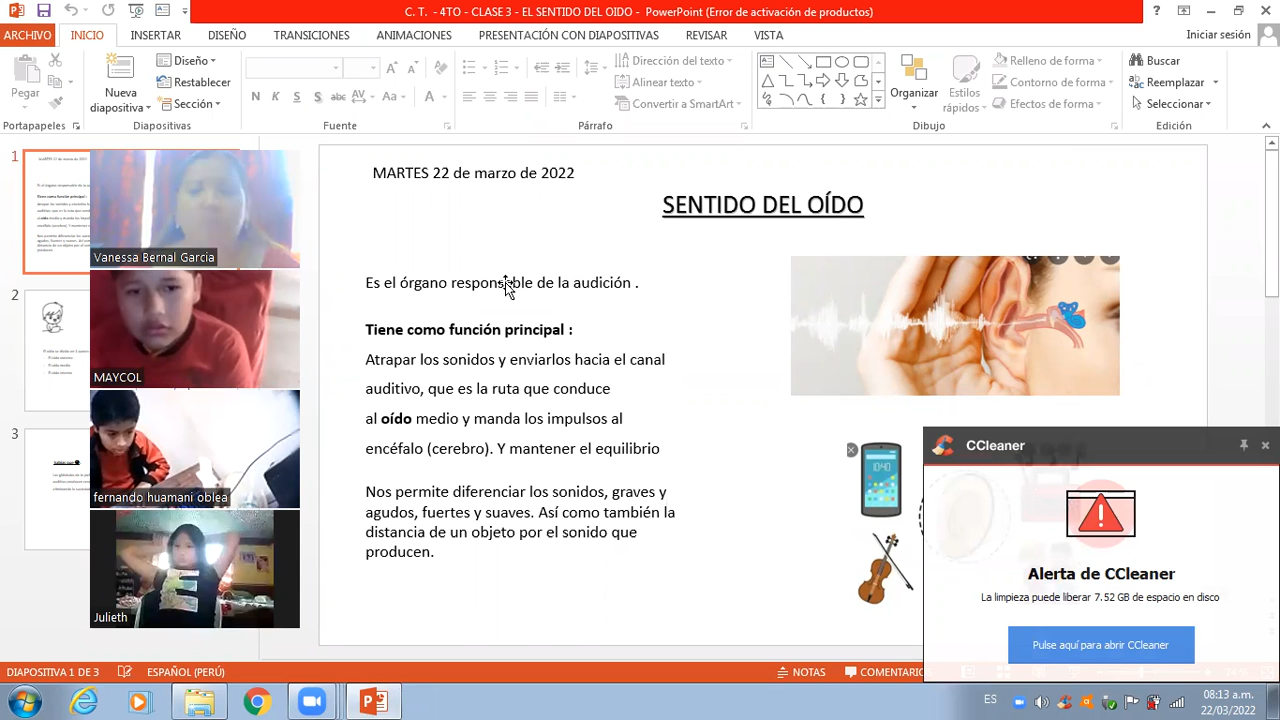 C. T. - 4TO - CLASE 3 - EL SENTIDO DEL OIDO - PowerPoint (Error de activación de productos)
ARCHIVO INICIO INSERTAR DISEÑO TRANSICIONES ANIMACIONES PRESENTACIÓN CON DIAPOSITIVAS REVISAR VISTA Iniciar sesión
Pegar
Nueva diapositiva
Diseño
Restablecer
Sección
Dirección del texto
Alinear texto
Convertir a SmartArt
Organizar
Estilos rápidos
Relleno de forma
Contorno de forma
Efectos de forma
Buscar
Reemplazar
Seleccionar
Portapapeles Diapositivas Fuente Párrafo Dibujo Edición
1
2
3
Vanessa Bernal Garcia
MAYCOL
fernando huamani oblea
Julieth
MARTES 22 de marzo de 2022
SENTIDO DEL OÍDO
Es el órgano responsible de la audición .
Tiene como función principal :
Atrapar los sonidos y enviarlos hacia el canal
auditivo, que es la ruta que conduce
al oído medio y manda los impulsos al
encéfalo (cerebro). Y mantener el equilibrio
Nos permite diferenciar los sonidos, graves y
agudos, fuertes y suaves. Así como también la
distancia de un objeto por el sonido que
producen.
10:40
CCleaner
Alerta de CCleaner
La limpieza puede liberar 7.52 GB de espacio en disco
Pulse aquí para abrir CCleaner
DIAPOSITIVA 1 DE 3 ESPAÑOL (PERÚ) NOTAS COMENTARIO
ES
08:13 a.m.
22/03/2022